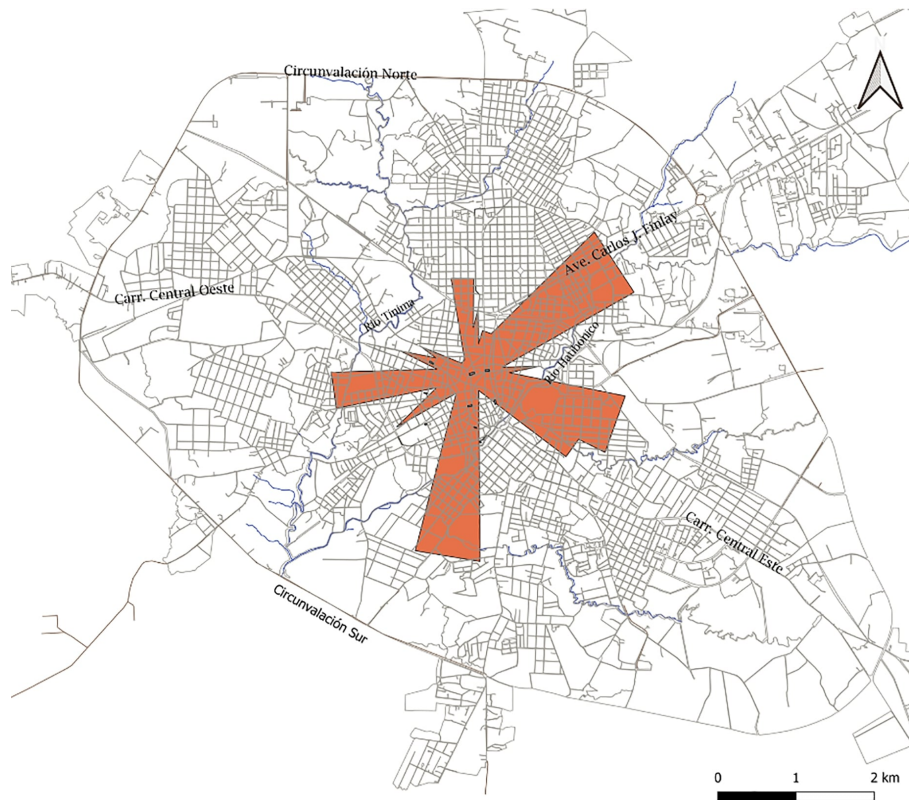 Circunvalación Norte
Ave. Carlos J. Finlay
Carr. Central Oeste
Río Tínima
Río Hatibonico
Carr. Central Este
Circunvalación Sur
0 1 2 km